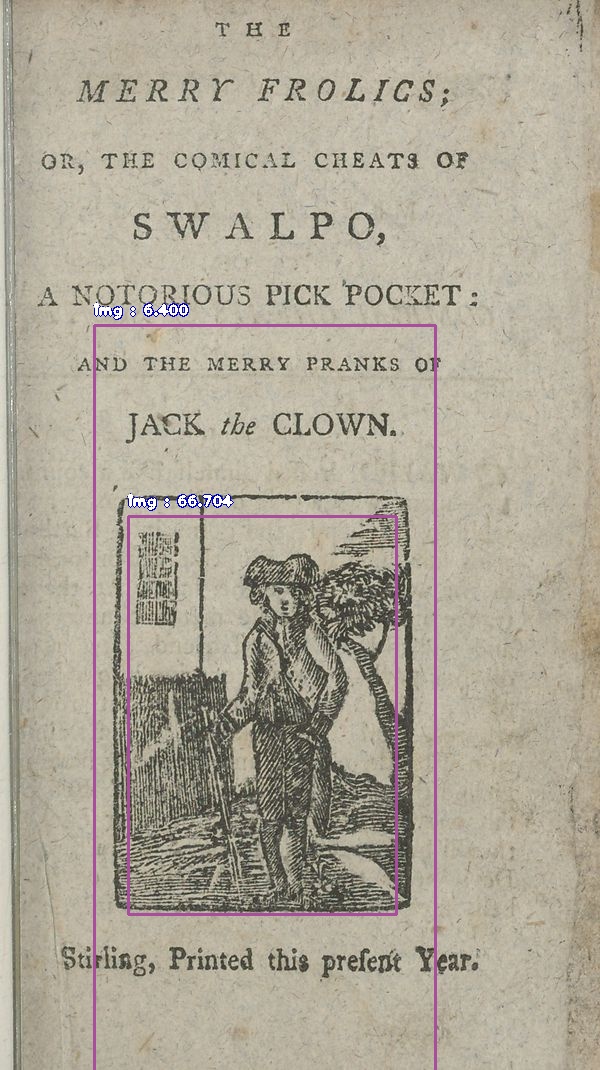 THE
MERRY FROLICS;
OR, THE COMICAL CHEATS OF
SWALPO,
A NOTORIOUS PICK POCKET:
img : 6.400
AND THE MERRY PRANKS OF
JACK the CLOWN.
img : 66.704
Stirling, Printed this preſent Year.